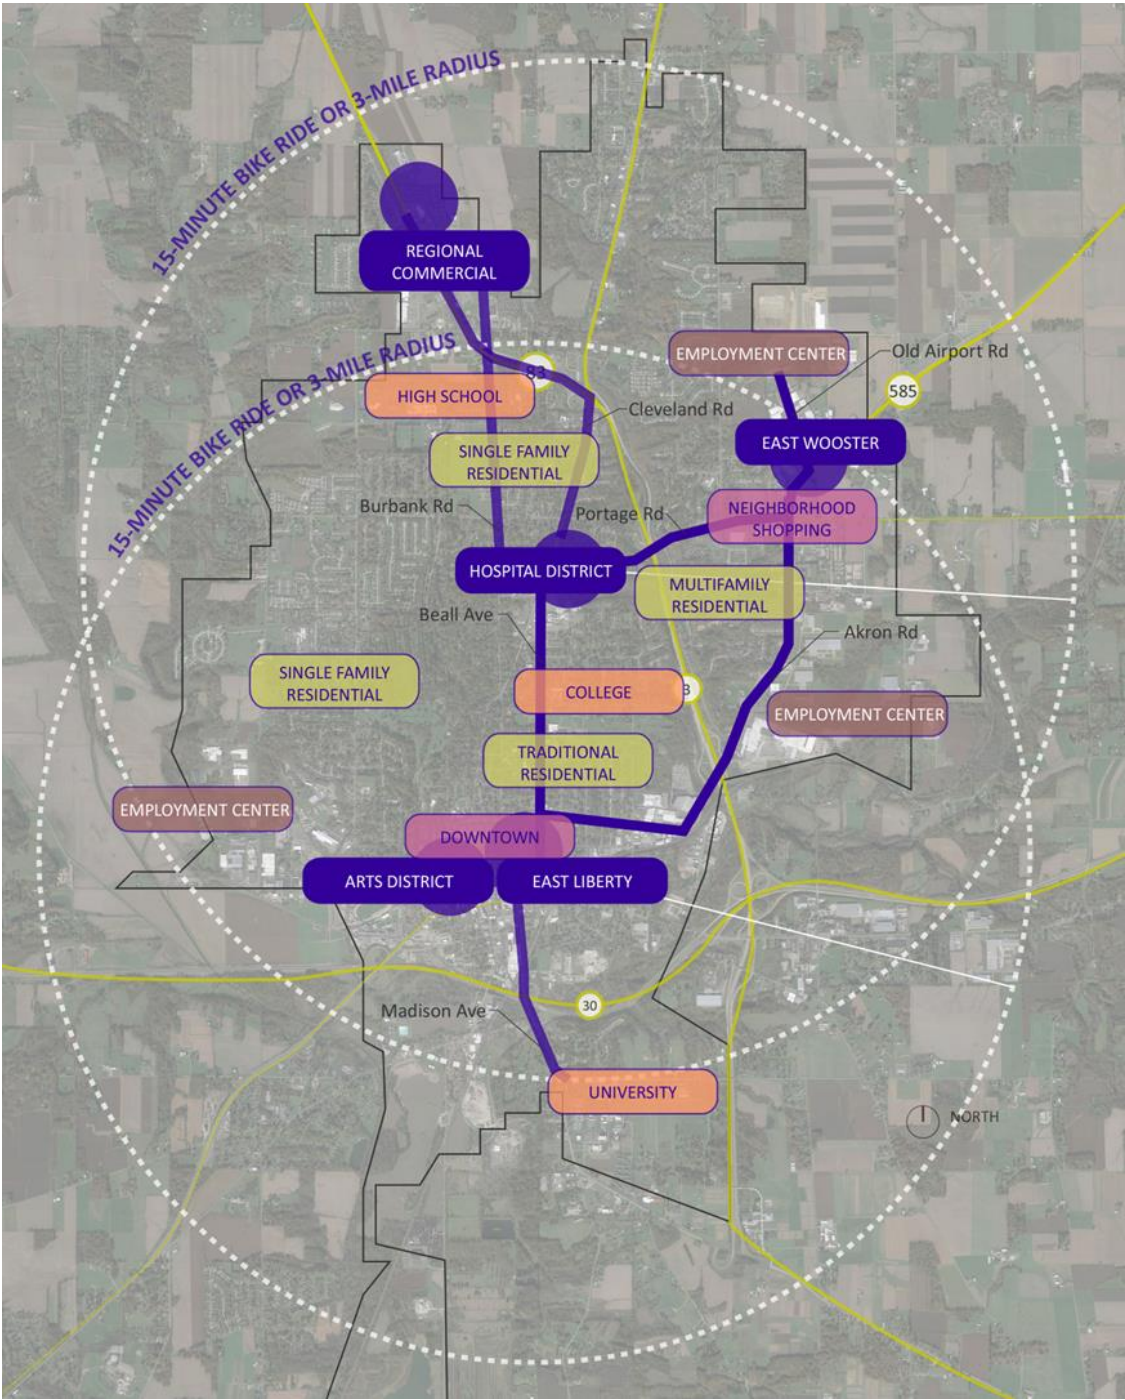 15-MINUTE BIKE RIDE OR 3-MILE RADIUS
REGIONAL
COMMERCIAL
15-MINUTE BIKE RIDE OR 3-MILE RADIUS
EMPLOYMENT CENTER
Old Airport Rd
83
585
HIGH SCHOOL
Cleveland Rd
EAST WOOSTER
SINGLE FAMILY
RESIDENTIAL
Burbank Rd
Portage Rd
NEIGHBORHOOD
SHOPPING
HOSPITAL DISTRICT
MULTIFAMILY
RESIDENTIAL
Beall Ave
Akron Rd
SINGLE FAMILY
RESIDENTIAL
COLLEGE
3
EMPLOYMENT CENTER
TRADITIONAL
RESIDENTIAL
EMPLOYMENT CENTER
DOWNTOWN
ARTS DISTRICT
EAST LIBERTY
30
Madison Ave
UNIVERSITY
NORTH